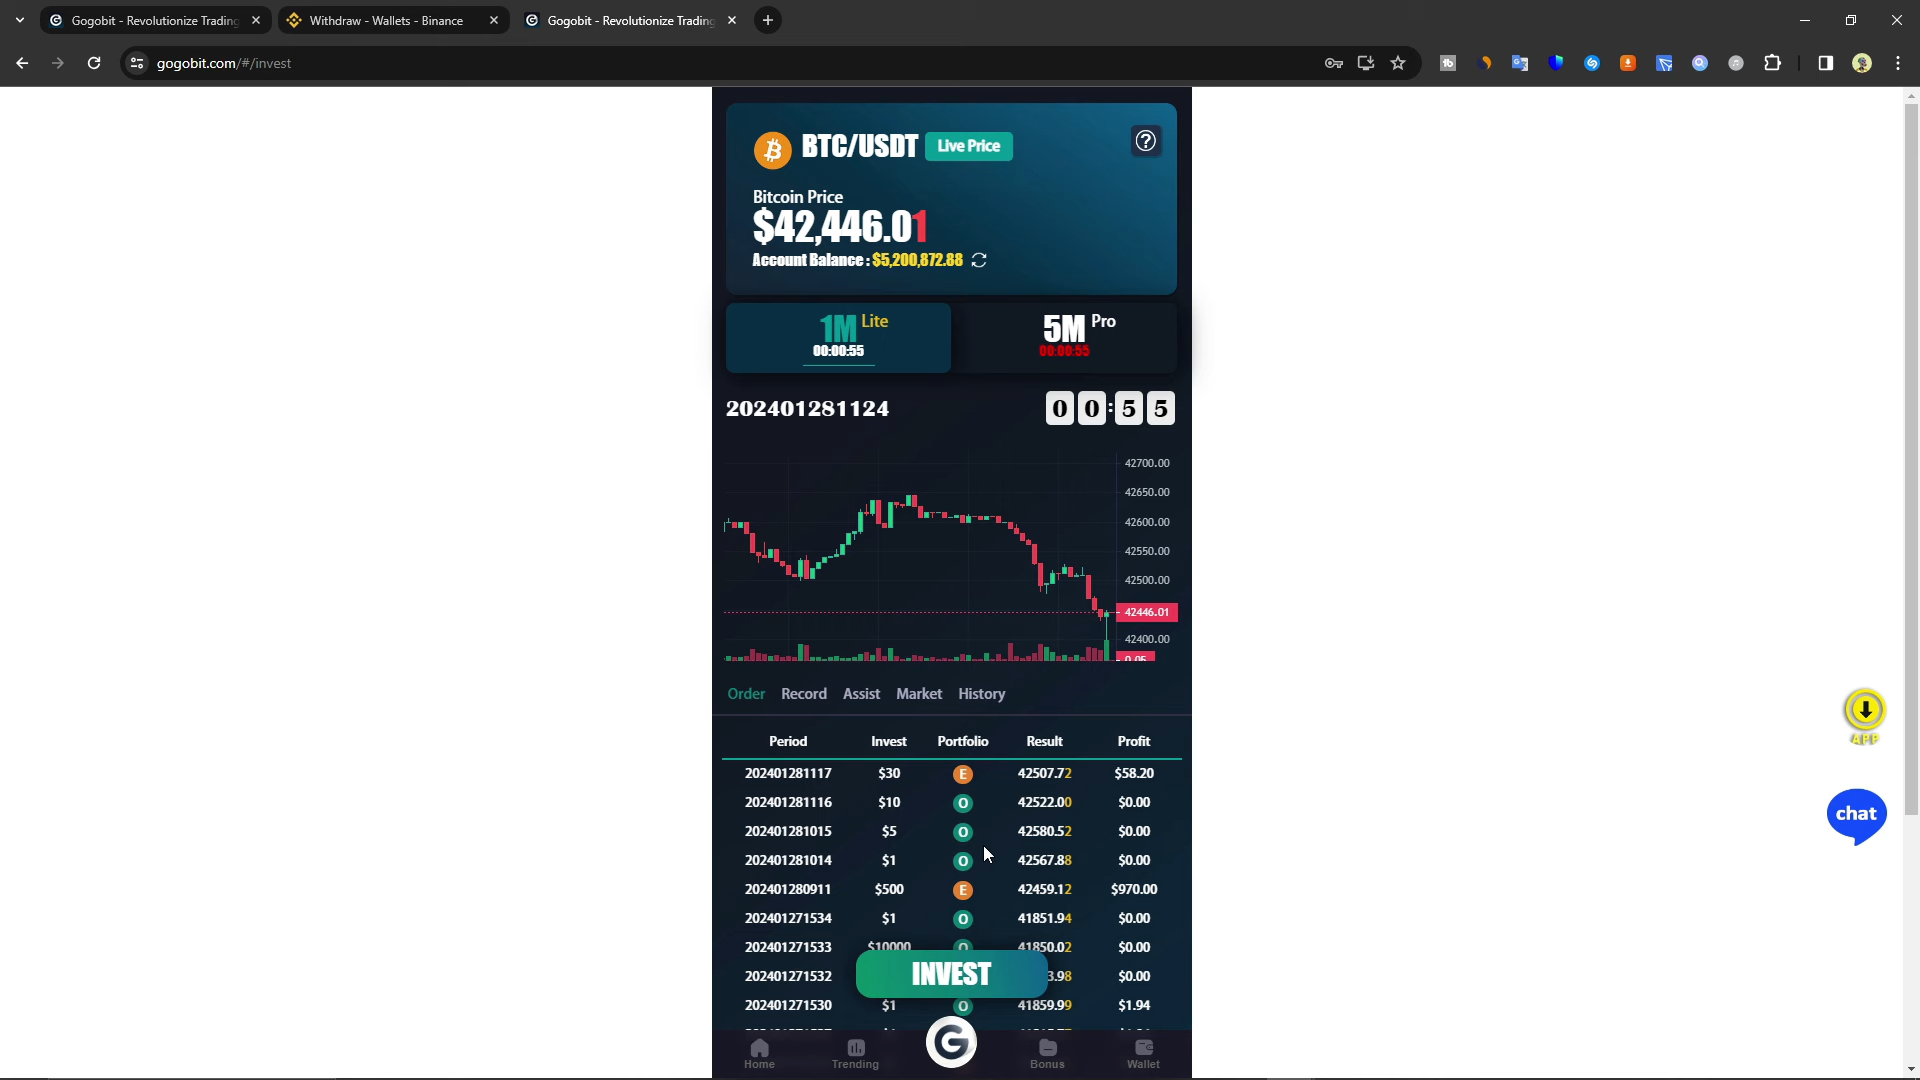 Gogobit - Revolutionize Trading
Withdraw - Wallets - Binance
Gogobit - Revolutionize Trading
gogobit.com/#/invest
BTC/USDT Live Price
Bitcoin Price
$42,446.01
Account Balance : $5,200,872.88
1M Lite
00:00:55
5M Pro
00:00:55
202401281124
00:55
42700.00
42650.00
42600.00
42550.00
42500.00
42446.01
42400.00
0.05
Order Record Assist Market History
Period Invest Portfolio Result Profit
202401281117 $30 E 42507.72 $58.20
202401281116 $10 O 42522.00 $0.00
202401281015 $5 O 42580.52 $0.00
202401281014 $1 O 42567.88 $0.00
202401280911 $500 E 42459.12 $970.00
202401271534 $1 O 41851.94 $0.00
202401271533 $10000 O 41850.02 $0.00
202401271532 3.98 $0.00
INVEST
202401271530 $1 O 41859.99 $1.94
Home
Trending
G
Bonus
Wallet
APP
chat